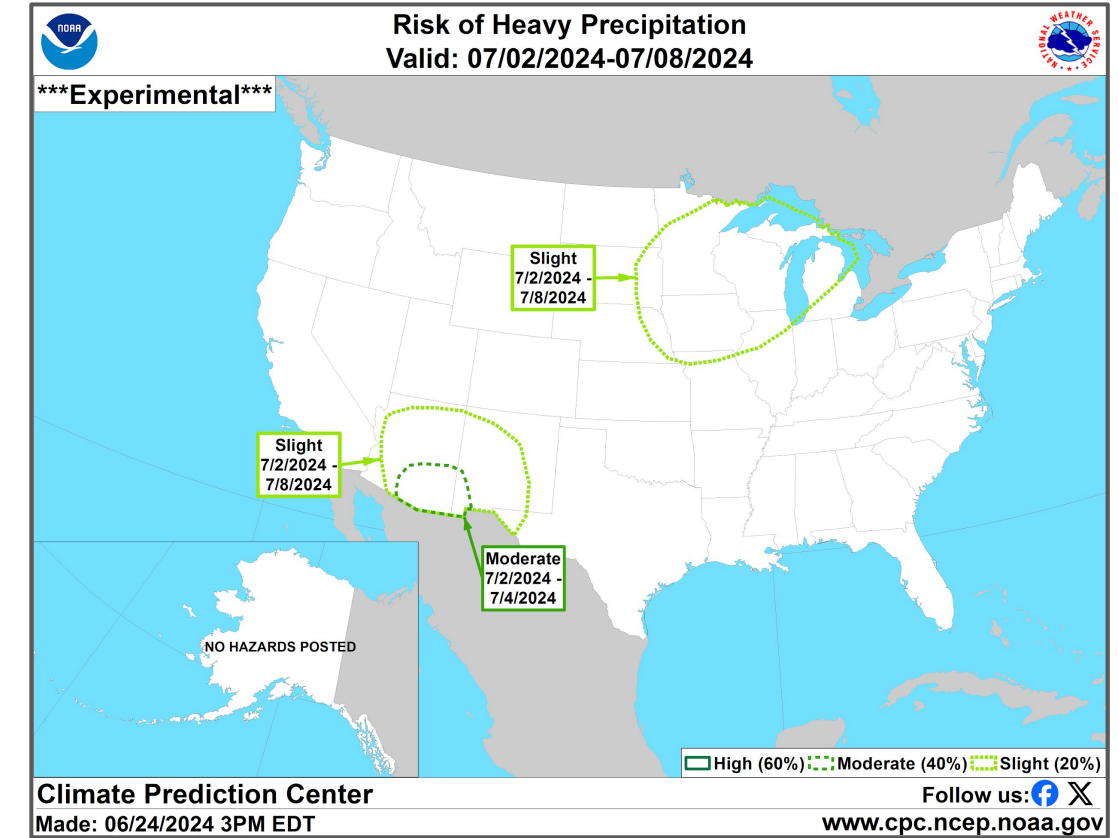 NOAA
Risk of Heavy Precipitation
Valid: 07/02/2024-07/08/2024
NATIONAL WEATHER SERVICE
***Experimental***
Slight
7/2/2024 -
7/8/2024
Slight
7/2/2024 -
7/8/2024
Moderate
7/2/2024 -
7/4/2024
NO HAZARDS POSTED
High (60%) Moderate (40%) Slight (20%)
Climate Prediction Center
Follow us:
Made: 06/24/2024 3PM EDT
www.cpc.ncep.noaa.gov